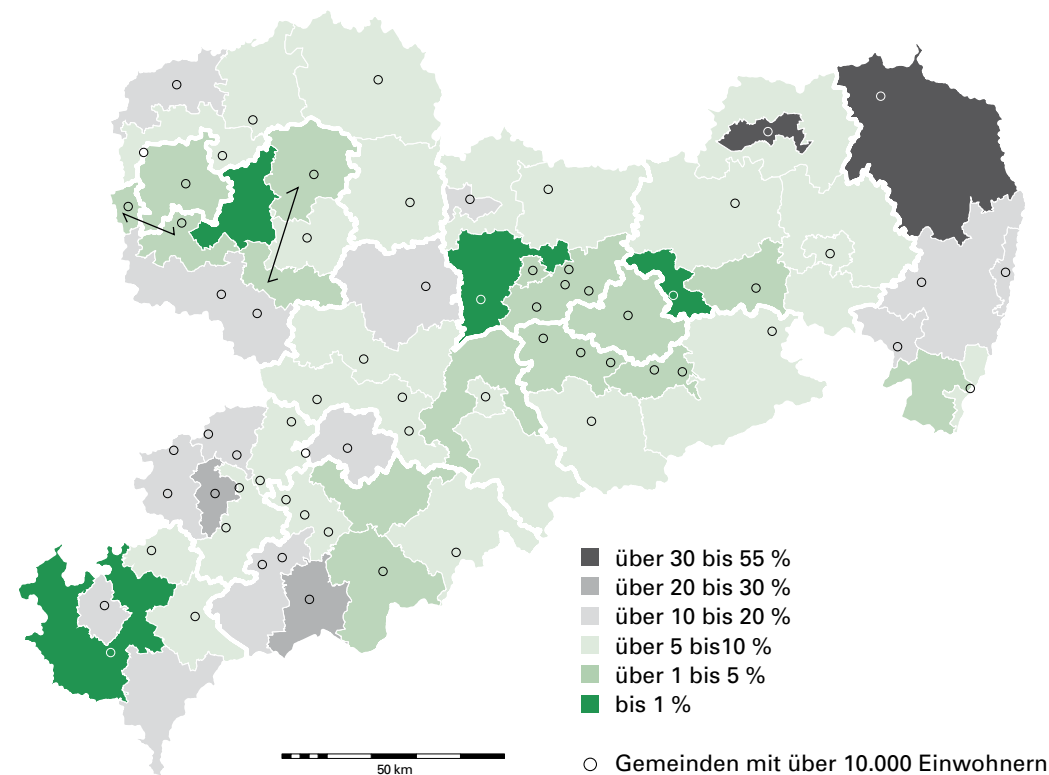 über 30 bis 55 %
über 20 bis 30 %
über 10 bis 20 %
über 5 bis10 %
über 1 bis 5 %
bis 1 %
50 km
Gemeinden mit über 10.000 Einwohnern